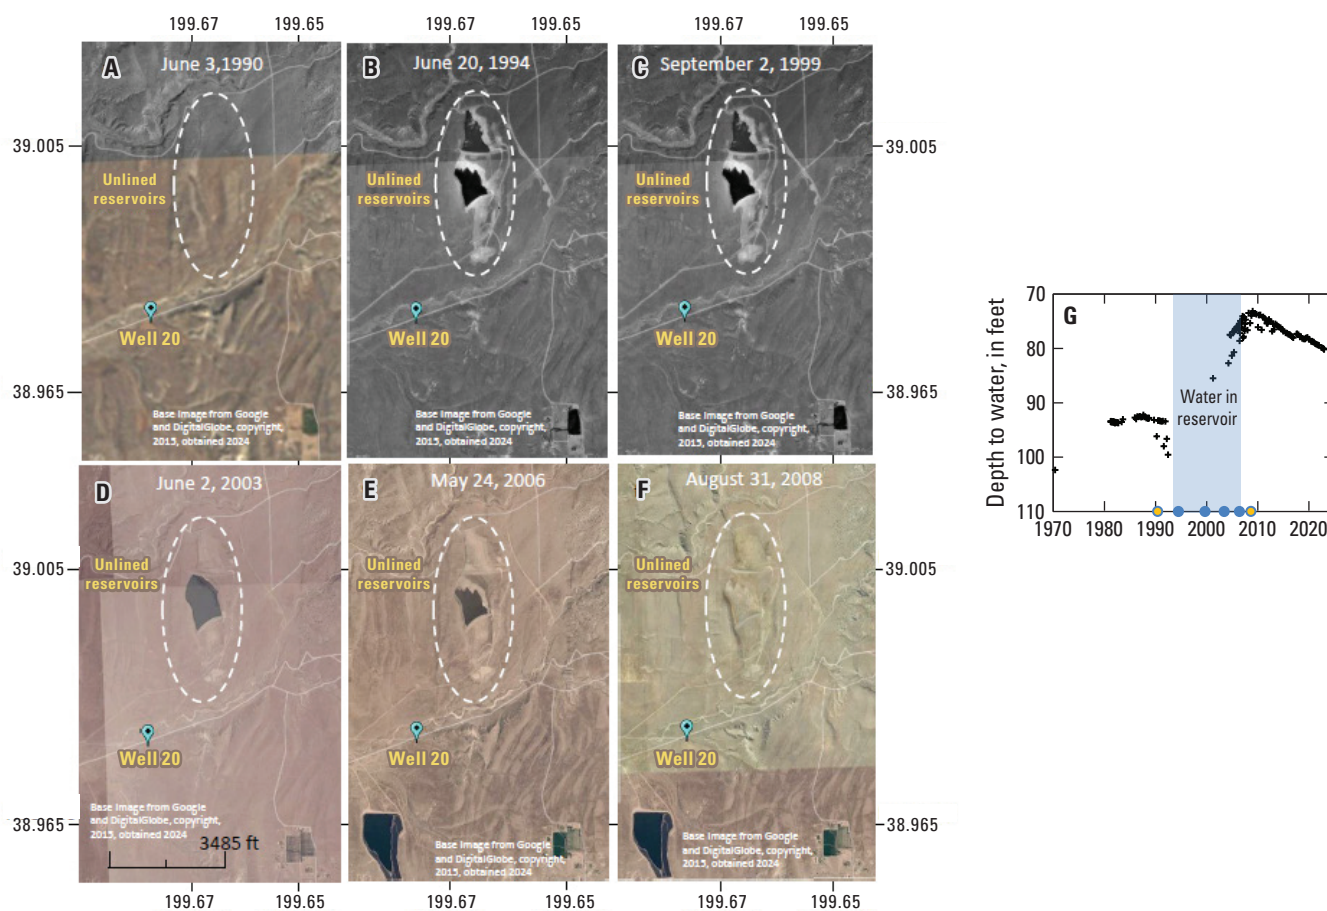 199.67 199.65 199.67 199.65 199.67 199.65
A June 3,1990
B June 20, 1994
C September 2, 1999
39.005 39.005
Unlined
reservoirs
Unlined
reservoirs
Unlined
reservoirs
Well 20
Well 20
Well 20
38.965 38.965
Base Image from Google
and DigitalGlobe, copyright,
2015, obtained 2024
Base Image from Google
and DigitalGlobe, copyright,
2015, obtained 2024
Base Image from Google
and DigitalGlobe, copyright,
2015, obtained 2024
D June 2, 2003
E May 24, 2006
F August 31, 2008
39.005 39.005
Unlined
reservoirs
Unlined
reservoirs
Unlined
reservoirs
Well 20
Well 20
Well 20
38.965 38.965
Base Image from Google
and DigitalGlobe, copyright,
2015, obtained 2024
3485 ft
Base Image from Google
and DigitalGlobe, copyright,
2015, obtained 2024
Base Image from Google
and DigitalGlobe, copyright,
2015, obtained 2024
199.67 199.65 199.67 199.65 199.67 199.65
G
Depth to water, in feet
70
80
90
100
110
Water in
reservoir
1970 1980 1990 2000 2010 2020